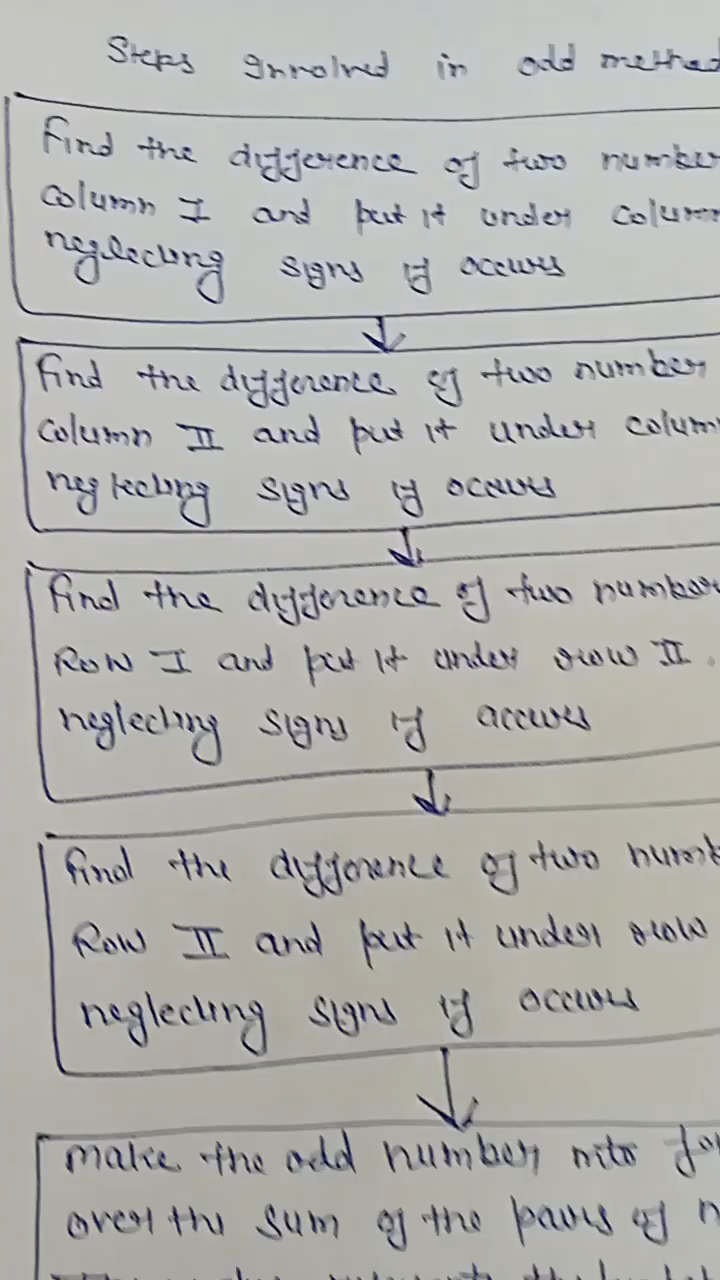 Steps Involved in odd method
Find the difference of two number
column I and put it under column
neglecting signs if occurs
Find the difference of two number
column II and put it under colum
neglecting signs if occurs
Find the difference of two number
Row I and put it under row II.
neglecting signs if accurs
Find the difference of two numb
Row II and put it under row
neglecting signs if occurs
make the odd number into fo
over the sum of the pairs of n